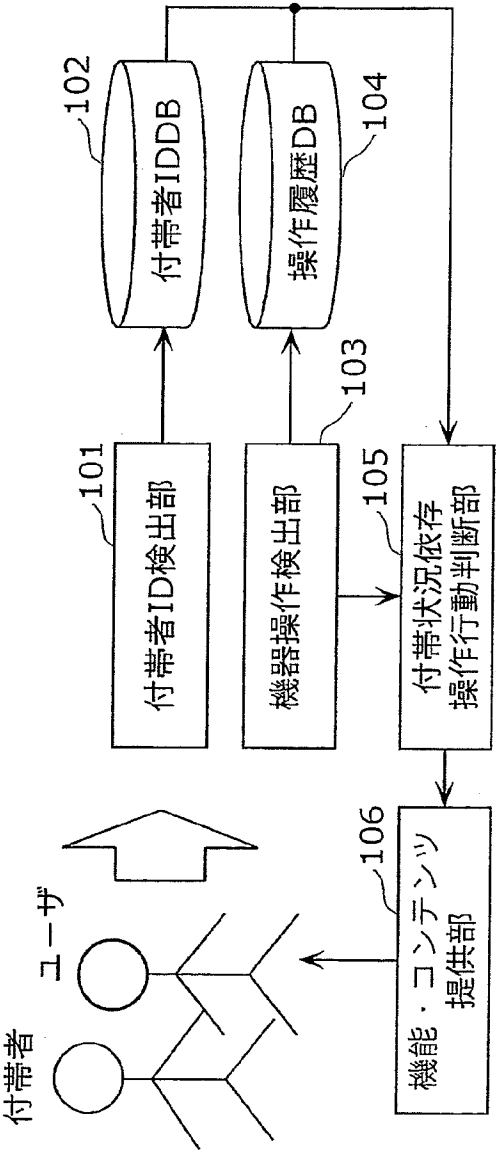 付帯者
ユーザ
101
付帯者ID検出部
102
付帯者IDDB
機器操作検出部
103
操作履歴DB
104
105
付帯状況依存
操作行動判断部
106
機能・コンテンツ
提供部